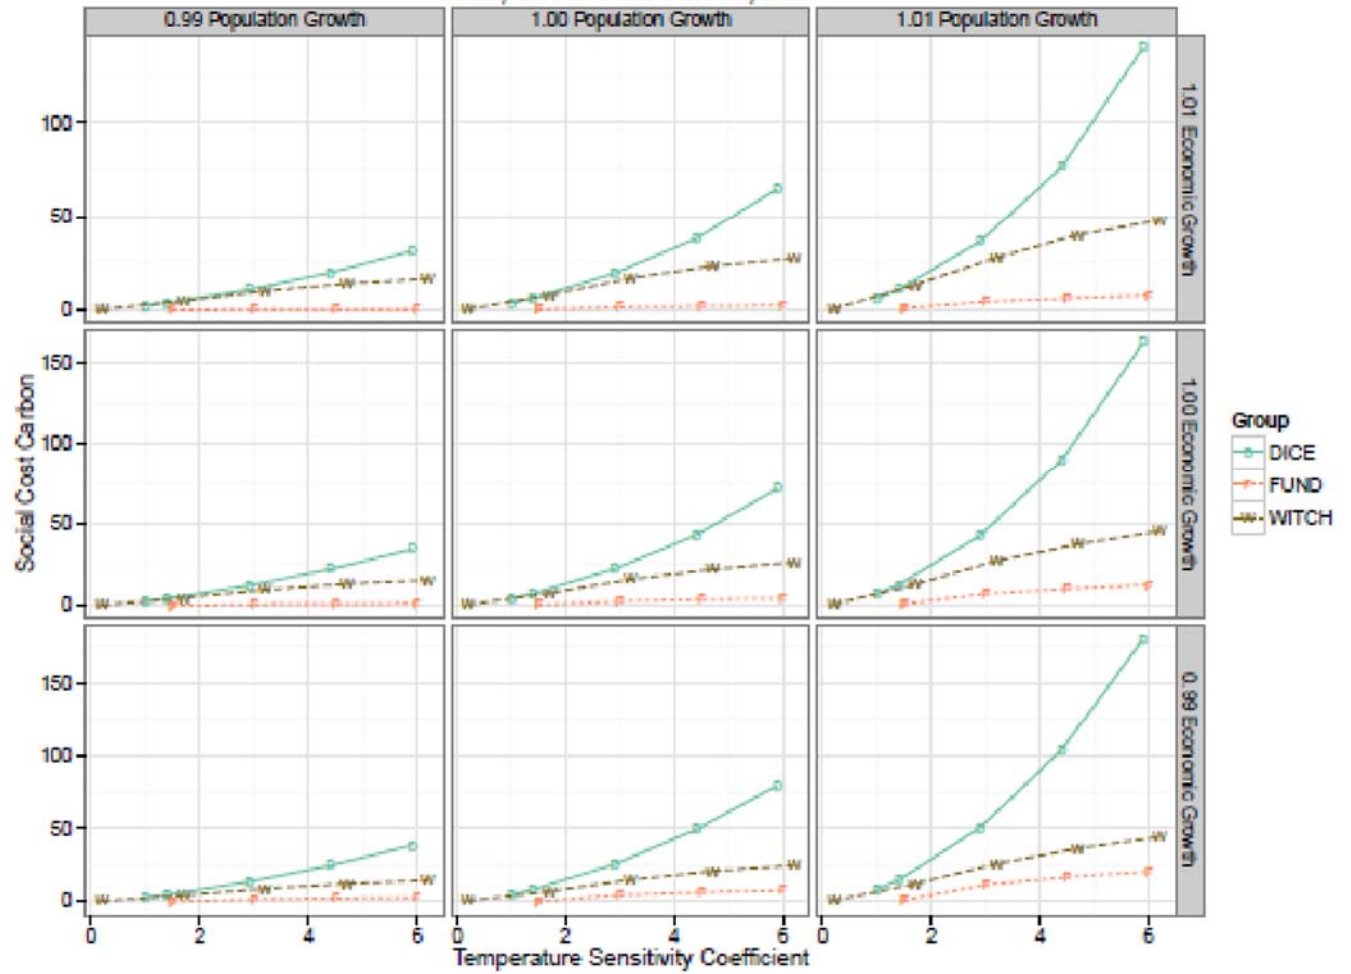 0.99 Population Growth
1.00 Population Growth
1.01 Population Growth
1.01 Economic Growth
1.00 Economic Growth
0.99 Economic Growth
Social Cost Carbon
100
50
0
150
100
50
0
150
100
50
0
0 2 4 6
0 2 4 6
0 2 4 6
Temperature Sensitivity Coefficient
Group
DICE
FUND
WITCH